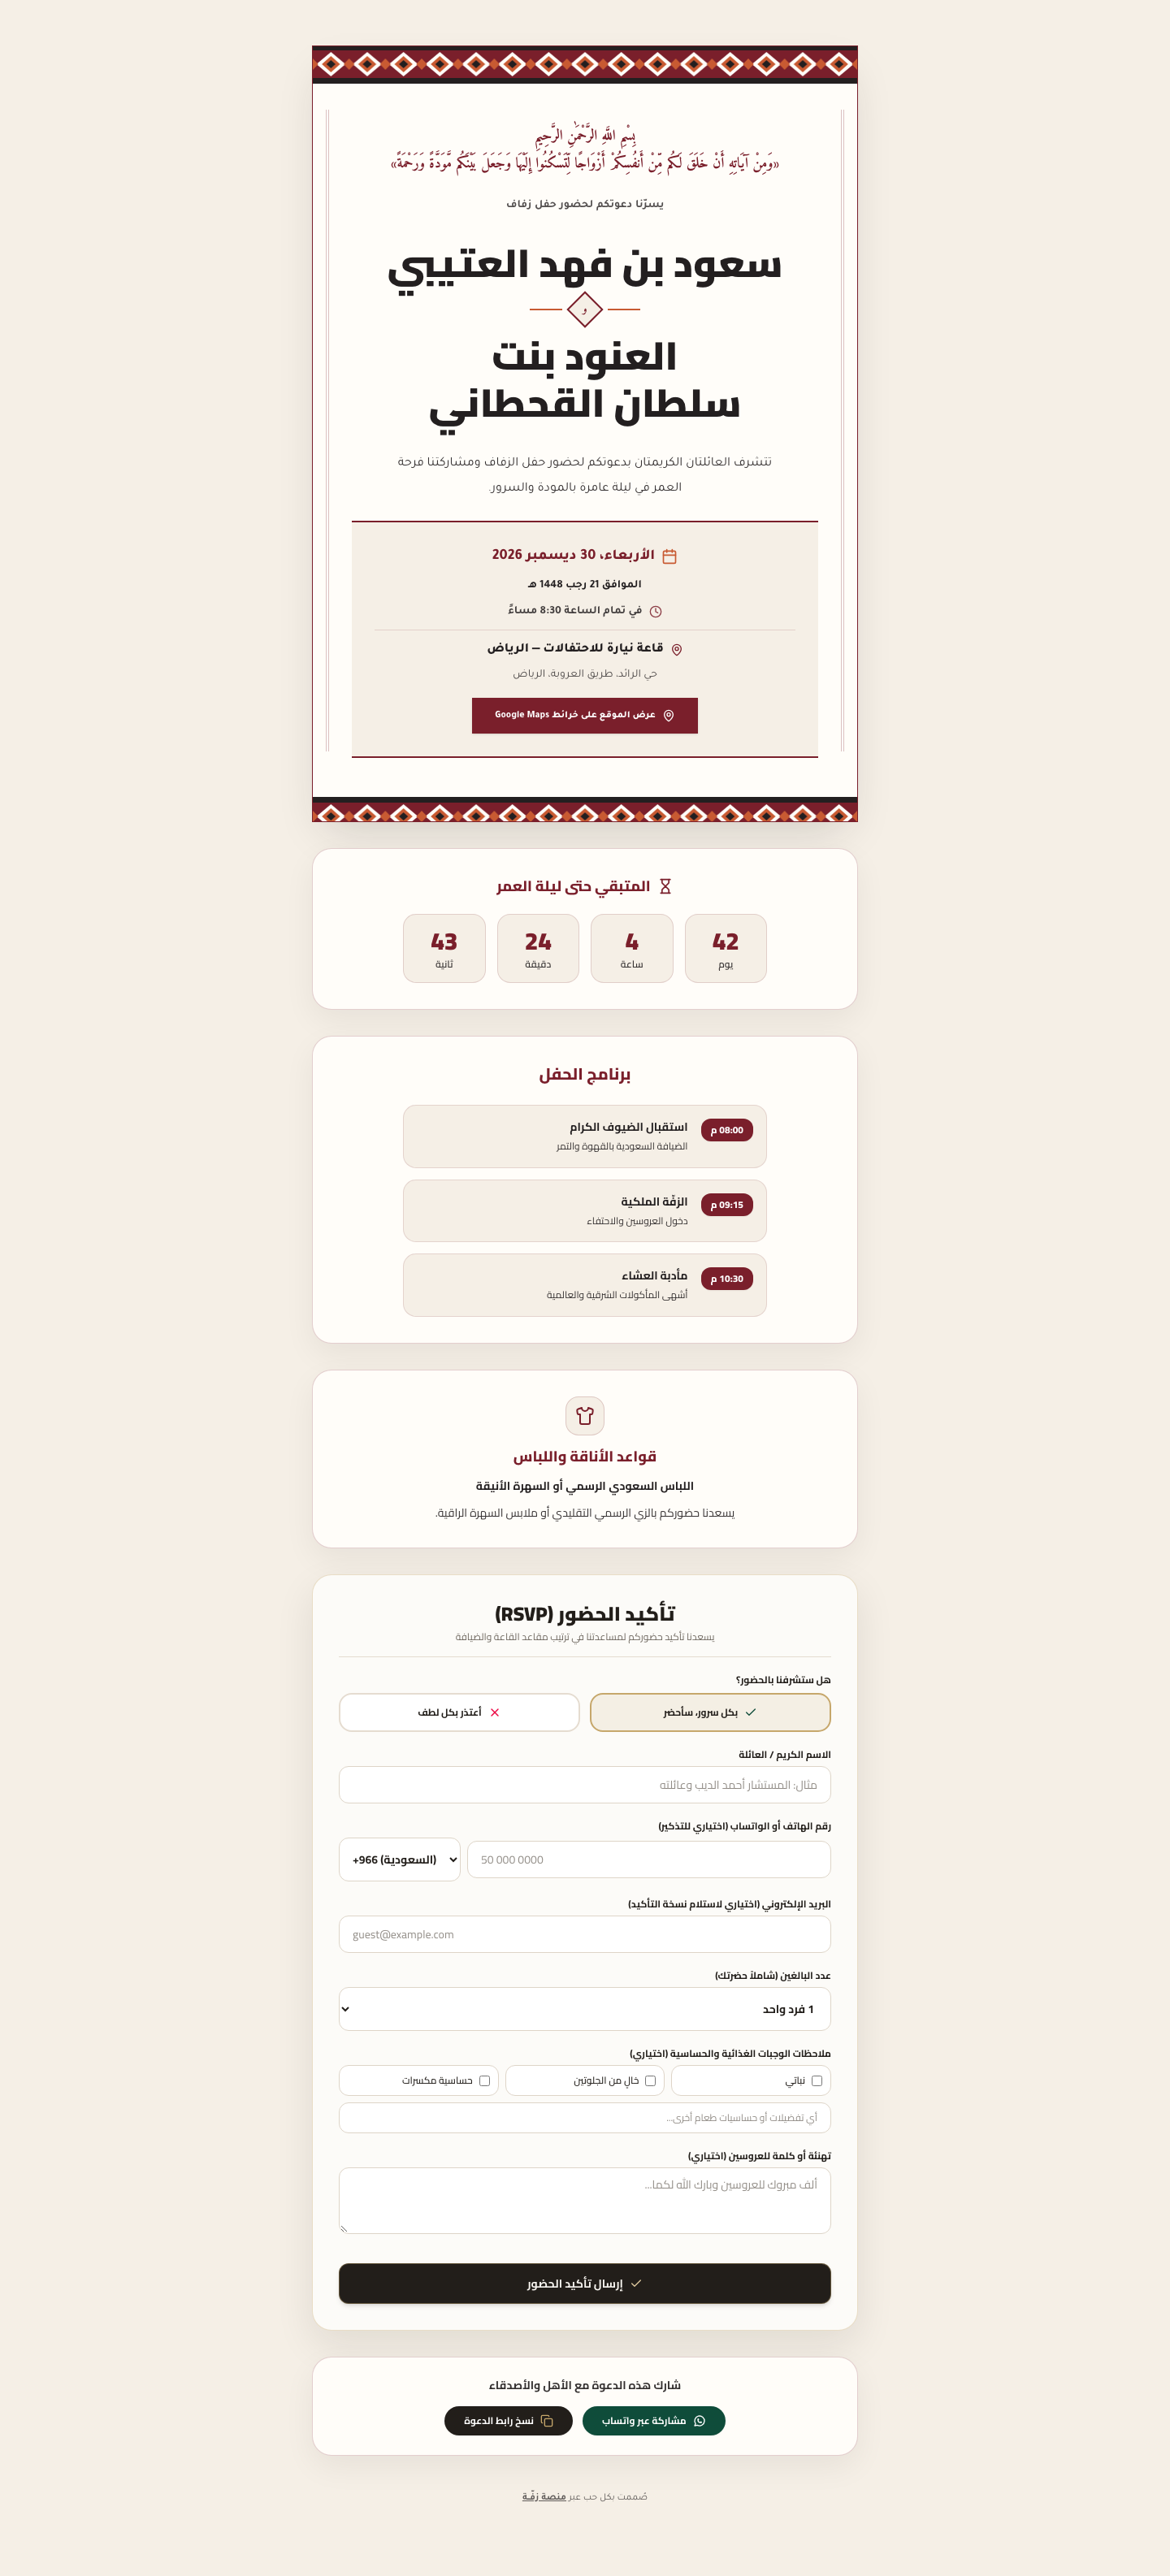 بِسْمِ اللَّهِ الرَّحْمَٰنِ الرَّحِيمِ
«وَمِنْ آيَاتِهِ أَنْ خَلَقَ لَكُم مِّنْ أَنفُسِكُمْ أَزْوَاجًا لِّتَسْكُنُوا إِلَيْهَا وَجَعَلَ بَيْنَكُم مَّوَدَّةً وَرَحْمَةً»
يسرّنا دعوتكم لحضور حفل زفاف
سعود بن فهد العتيبي
و
العنود بنت
سلطان القحطاني
تتشرف العائلتان الكريمتان بدعوتكم لحضور حفل الزفاف ومشاركتنا فرحة
العمر في ليلة عامرة بالمودة والسرور.
الأربعاء، 30 ديسمبر 2026
الموافق 21 رجب 1448 هـ
في تمام الساعة 8:30 مساءً
قاعة نيارة للاحتفالات — الرياض
حي الرائد، طريق العروبة، الرياض
عرض الموقع على خرائط Google Maps
المتبقي حتى ليلة العمر
42 4 24 43
يوم ساعة دقيقة ثانية
برنامج الحفل
08:00 م استقبال الضيوف الكرام
الضيافة السعودية بالقهوة والتمر
09:15 م الزفّة الملكية
دخول العروسين والاحتفاء
10:30 م مأدبة العشاء
أشهى المأكولات الشرقية والعالمية
قواعد الأناقة واللباس
اللباس السعودي الرسمي أو السهرة الأنيقة
يسعدنا حضوركم بالزي الرسمي التقليدي أو ملابس السهرة الراقية.
تأكيد الحضور (RSVP)
يسعدنا تأكيد حضوركم لمساعدتنا في ترتيب مقاعد القاعة والضيافة
هل ستشرفنا بالحضور؟
بكل سرور، سأحضر أعتذر بكل لطف
الاسم الكريم / العائلة
مثال: المستشار أحمد الديب وعائلته
رقم الهاتف أو الواتساب (اختياري للتذكير)
50 000 0000 +966 (السعودية)
البريد الإلكتروني (اختياري لاستلام نسخة التأكيد)
guest@example.com
عدد البالغين (شاملاً حضرتك)
1 فرد واحد
ملاحظات الوجبات الغذائية والحساسية (اختياري)
نباتي خالٍ من الجلوتين حساسية مكسرات
أي تفضيلات أو حساسيات طعام أخرى...
تهنئة أو كلمة للعروسين (اختياري)
ألف مبروك للعروسين وبارك الله لكما...
إرسال تأكيد الحضور
شارك هذه الدعوة مع الأهل والأصدقاء
مشاركة عبر واتساب نسخ رابط الدعوة
صُممت بكل حب عبر منصة زفّة